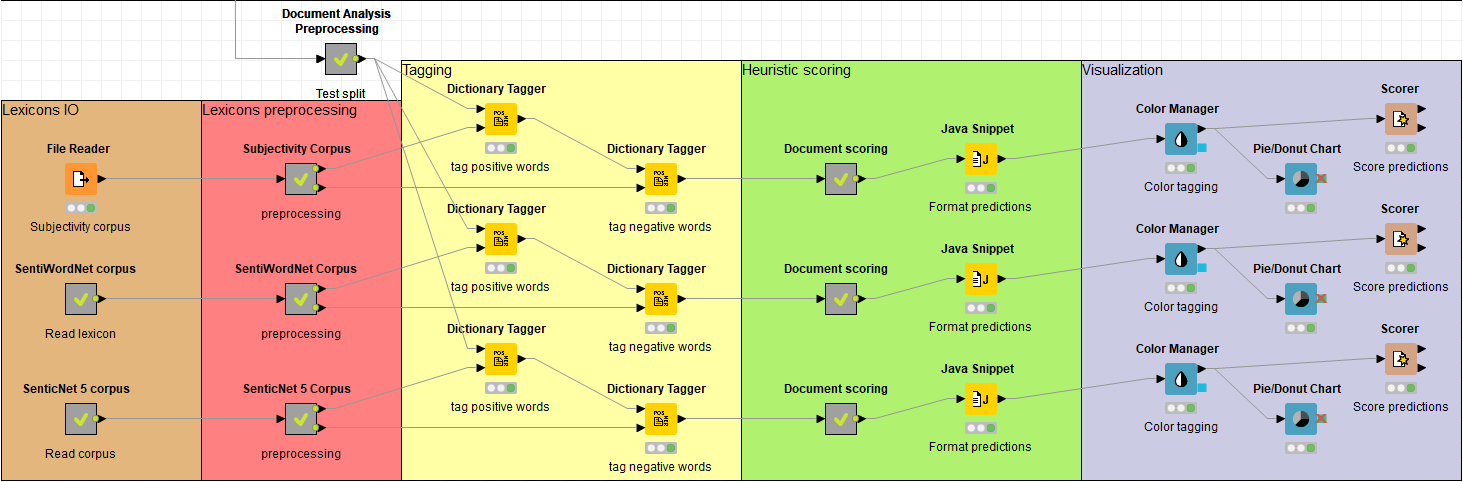 Document Analysis
Preprocessing
Test split
Lexicons IO
Lexicons preprocessing
Tagging
Heuristic scoring
Visualization
File Reader
Subjectivity corpus
Subjectivity Corpus
preprocessing
Dictionary Tagger
POS
tag positive words
Dictionary Tagger
tag negative words
Document scoring
Java Snippet
J
Format predictions
Color Manager
Color tagging
Pie/Donut Chart
Scorer
Score predictions
SentiWordNet corpus
Read lexicon
SentiWordNet Corpus
preprocessing
Dictionary Tagger
POS
tag positive words
Dictionary Tagger
tag negative words
Document scoring
Java Snippet
J
Format predictions
Color Manager
Color tagging
Pie/Donut Chart
Scorer
Score predictions
SenticNet 5 corpus
Read corpus
SenticNet 5 Corpus
preprocessing
Dictionary Tagger
POS
tag positive words
Dictionary Tagger
tag negative words
Document scoring
Java Snippet
J
Format predictions
Color Manager
Color tagging
Pie/Donut Chart
Scorer
Score predictions